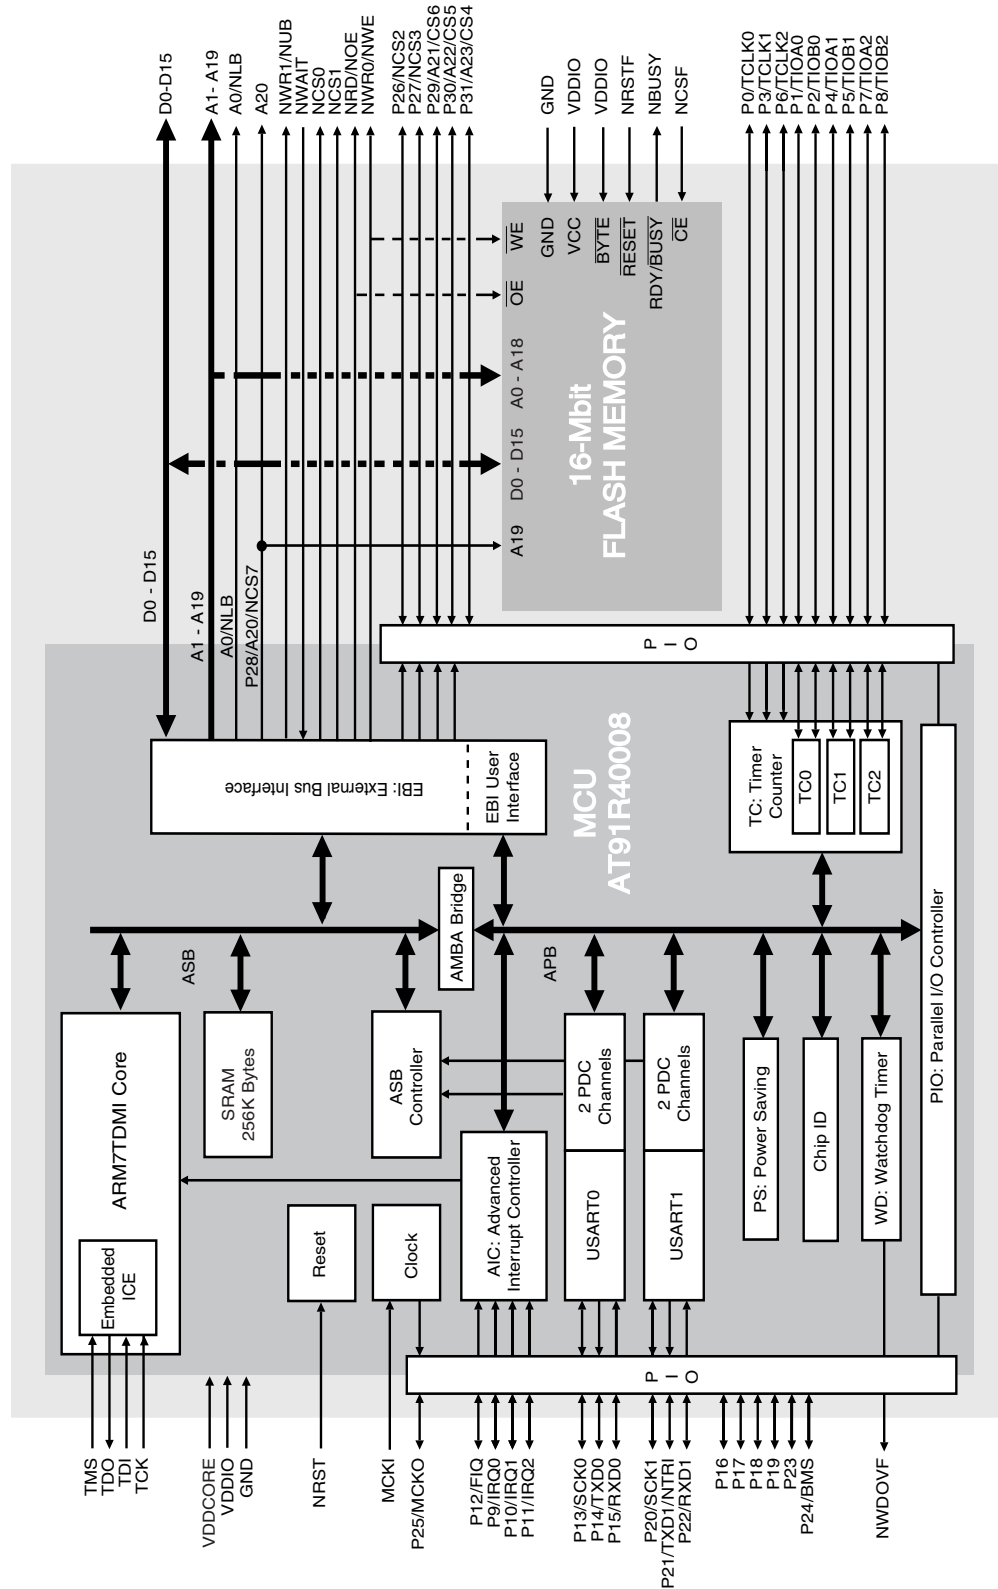 TMS
TDO
TDI
TCK
VDDCORE
VDDIO
GND
NRST
MCKI
P25/MCKO
P12/FIQ
P9/IRQ0
P10/IRQ1
P11/IRQ2
P13/SCK0
P14/TXD0
P15/RXD0
P20/SCK1
P21/TXD1/NTRI
P22/RXD1
P16
P17
P18
P19
P23
P24/BMS
NWDOVF
P
I
O
Embedded
ICE
ARM7TDMI Core
Reset
Clock
SRAM
256K Bytes
ASB
Controller
AIC: Advanced
Interrupt Controller
USART0
2 PDC
Channels
USART1
2 PDC
Channels
PS: Power Saving
Chip ID
WD: Watchdog Timer
PIO: Parallel I/O Controller
ASB
AMBA Bridge
APB
EBI: External Bus Interface
EBI User
Interface
MCU
AT91R40008
TC: Timer
Counter
TC0
TC1
TC2
P
I
O
D0 - D15
A1 - A19
A0/NLB
P28/A20/NCS7
A19
D0 - D15
A0 - A18
OE
WE
16-Mbit
FLASH MEMORY
GND
VCC
BYTE
RESET
RDY/BUSY
CE
D0-D15
A1- A19
A0/NLB
A20
NWR1/NUB
NWAIT
NCS0
NCS1
NRD/NOE
NWR0/NWE
P26/NCS2
P27/NCS3
P29/A21/CS6
P30/A22/CS5
P31/A23/CS4
GND
VDDIO
VDDIO
NRSTF
NBUSY
NCSF
P0/TCLK0
P3/TCLK1
P6/TCLK2
P1/TIOA0
P2/TIOB0
P4/TIOA1
P5/TIOB1
P7/TIOA2
P8/TIOB2